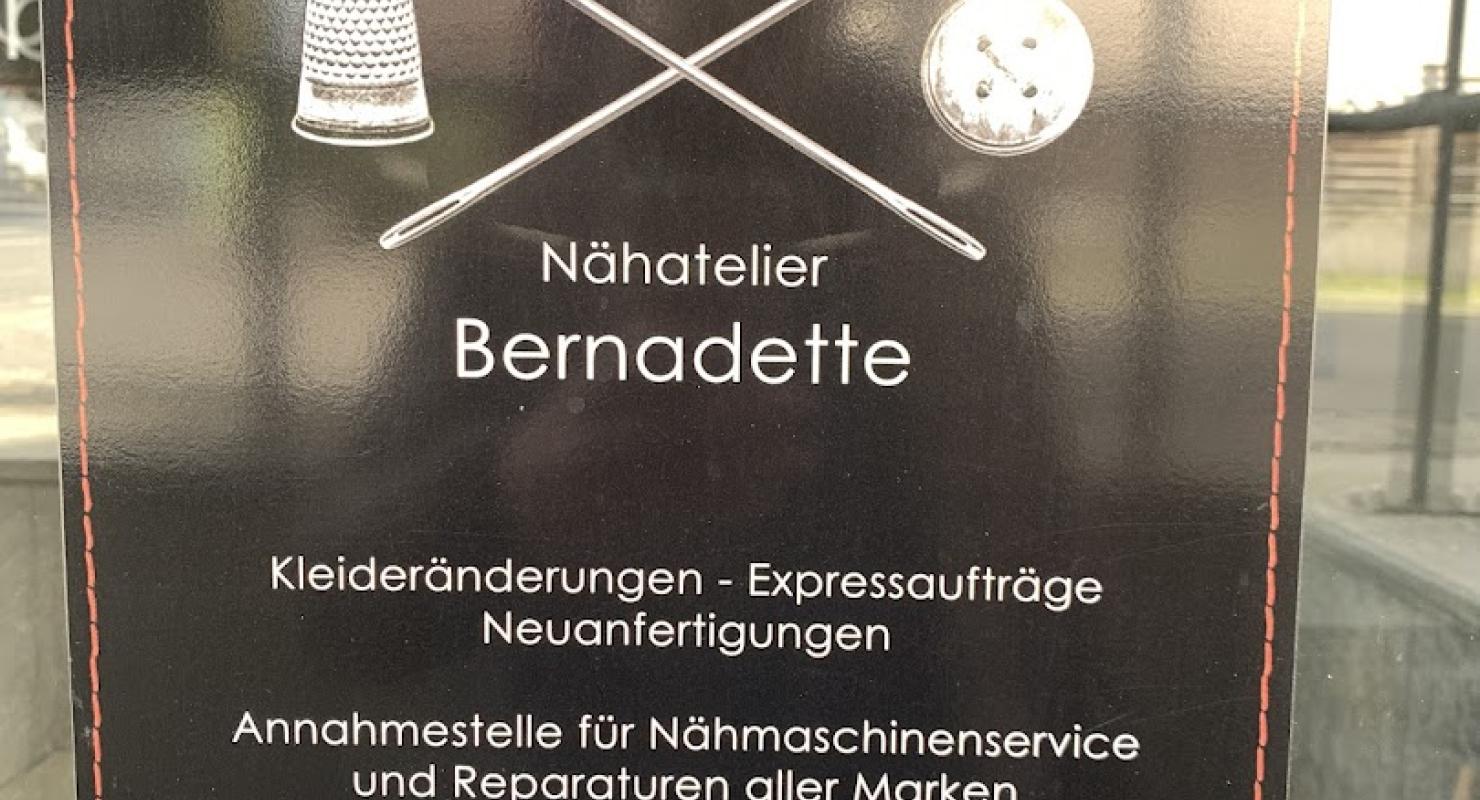 Nähatelier
Bernadette
Kleideränderungen - Expressaufträge
Neuanfertigungen
Annahmestelle für Nähmaschinenservice
und Reparaturen aller Marken